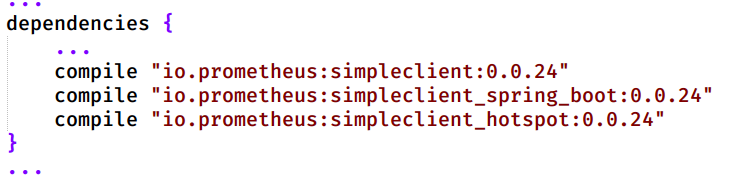 ...
dependencies {
...
compile "io.prometheus:simpleclient:0.0.24"
compile "io.prometheus:simpleclient_spring_boot:0.0.24"
compile "io.prometheus:simpleclient_hotspot:0.0.24"
}
...